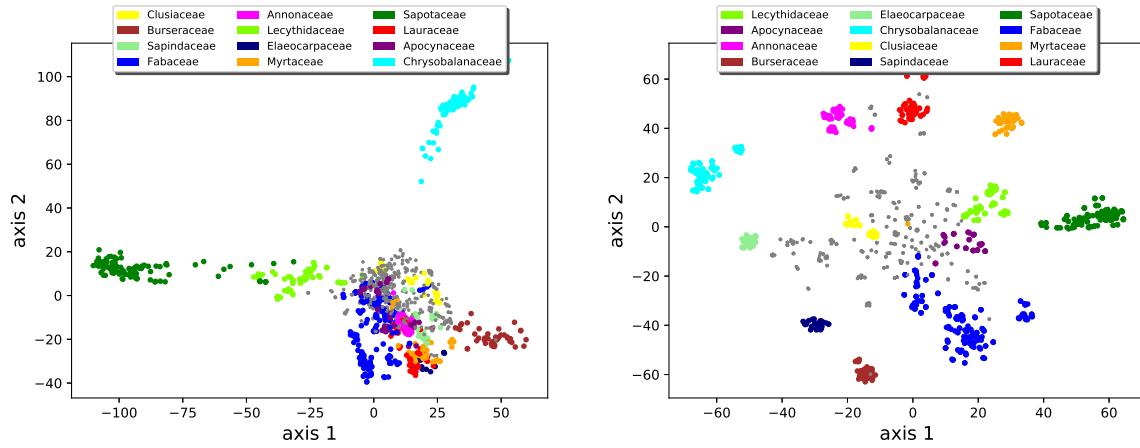 Clusiaceae Annonaceae Sapotaceae
Burseraceae Lecythidaceae Lauraceae
Sapindaceae Elaeocarpaceae Apocynaceae
Fabaceae Myrtaceae Chrysobalanaceae
100
80
60
40
20
0
−20
−40
axis 2
−100 −75 −50 −25 0 25 50
axis 1
Lecythidaceae Elaeocarpaceae Sapotaceae
Apocynaceae Chrysobalanaceae Fabaceae
Annonaceae Clusiaceae Myrtaceae
Burseraceae Sapindaceae Lauraceae
60
40
20
0
−20
−40
−60
axis 2
−60 −40 −20 0 20 40 60
axis 1